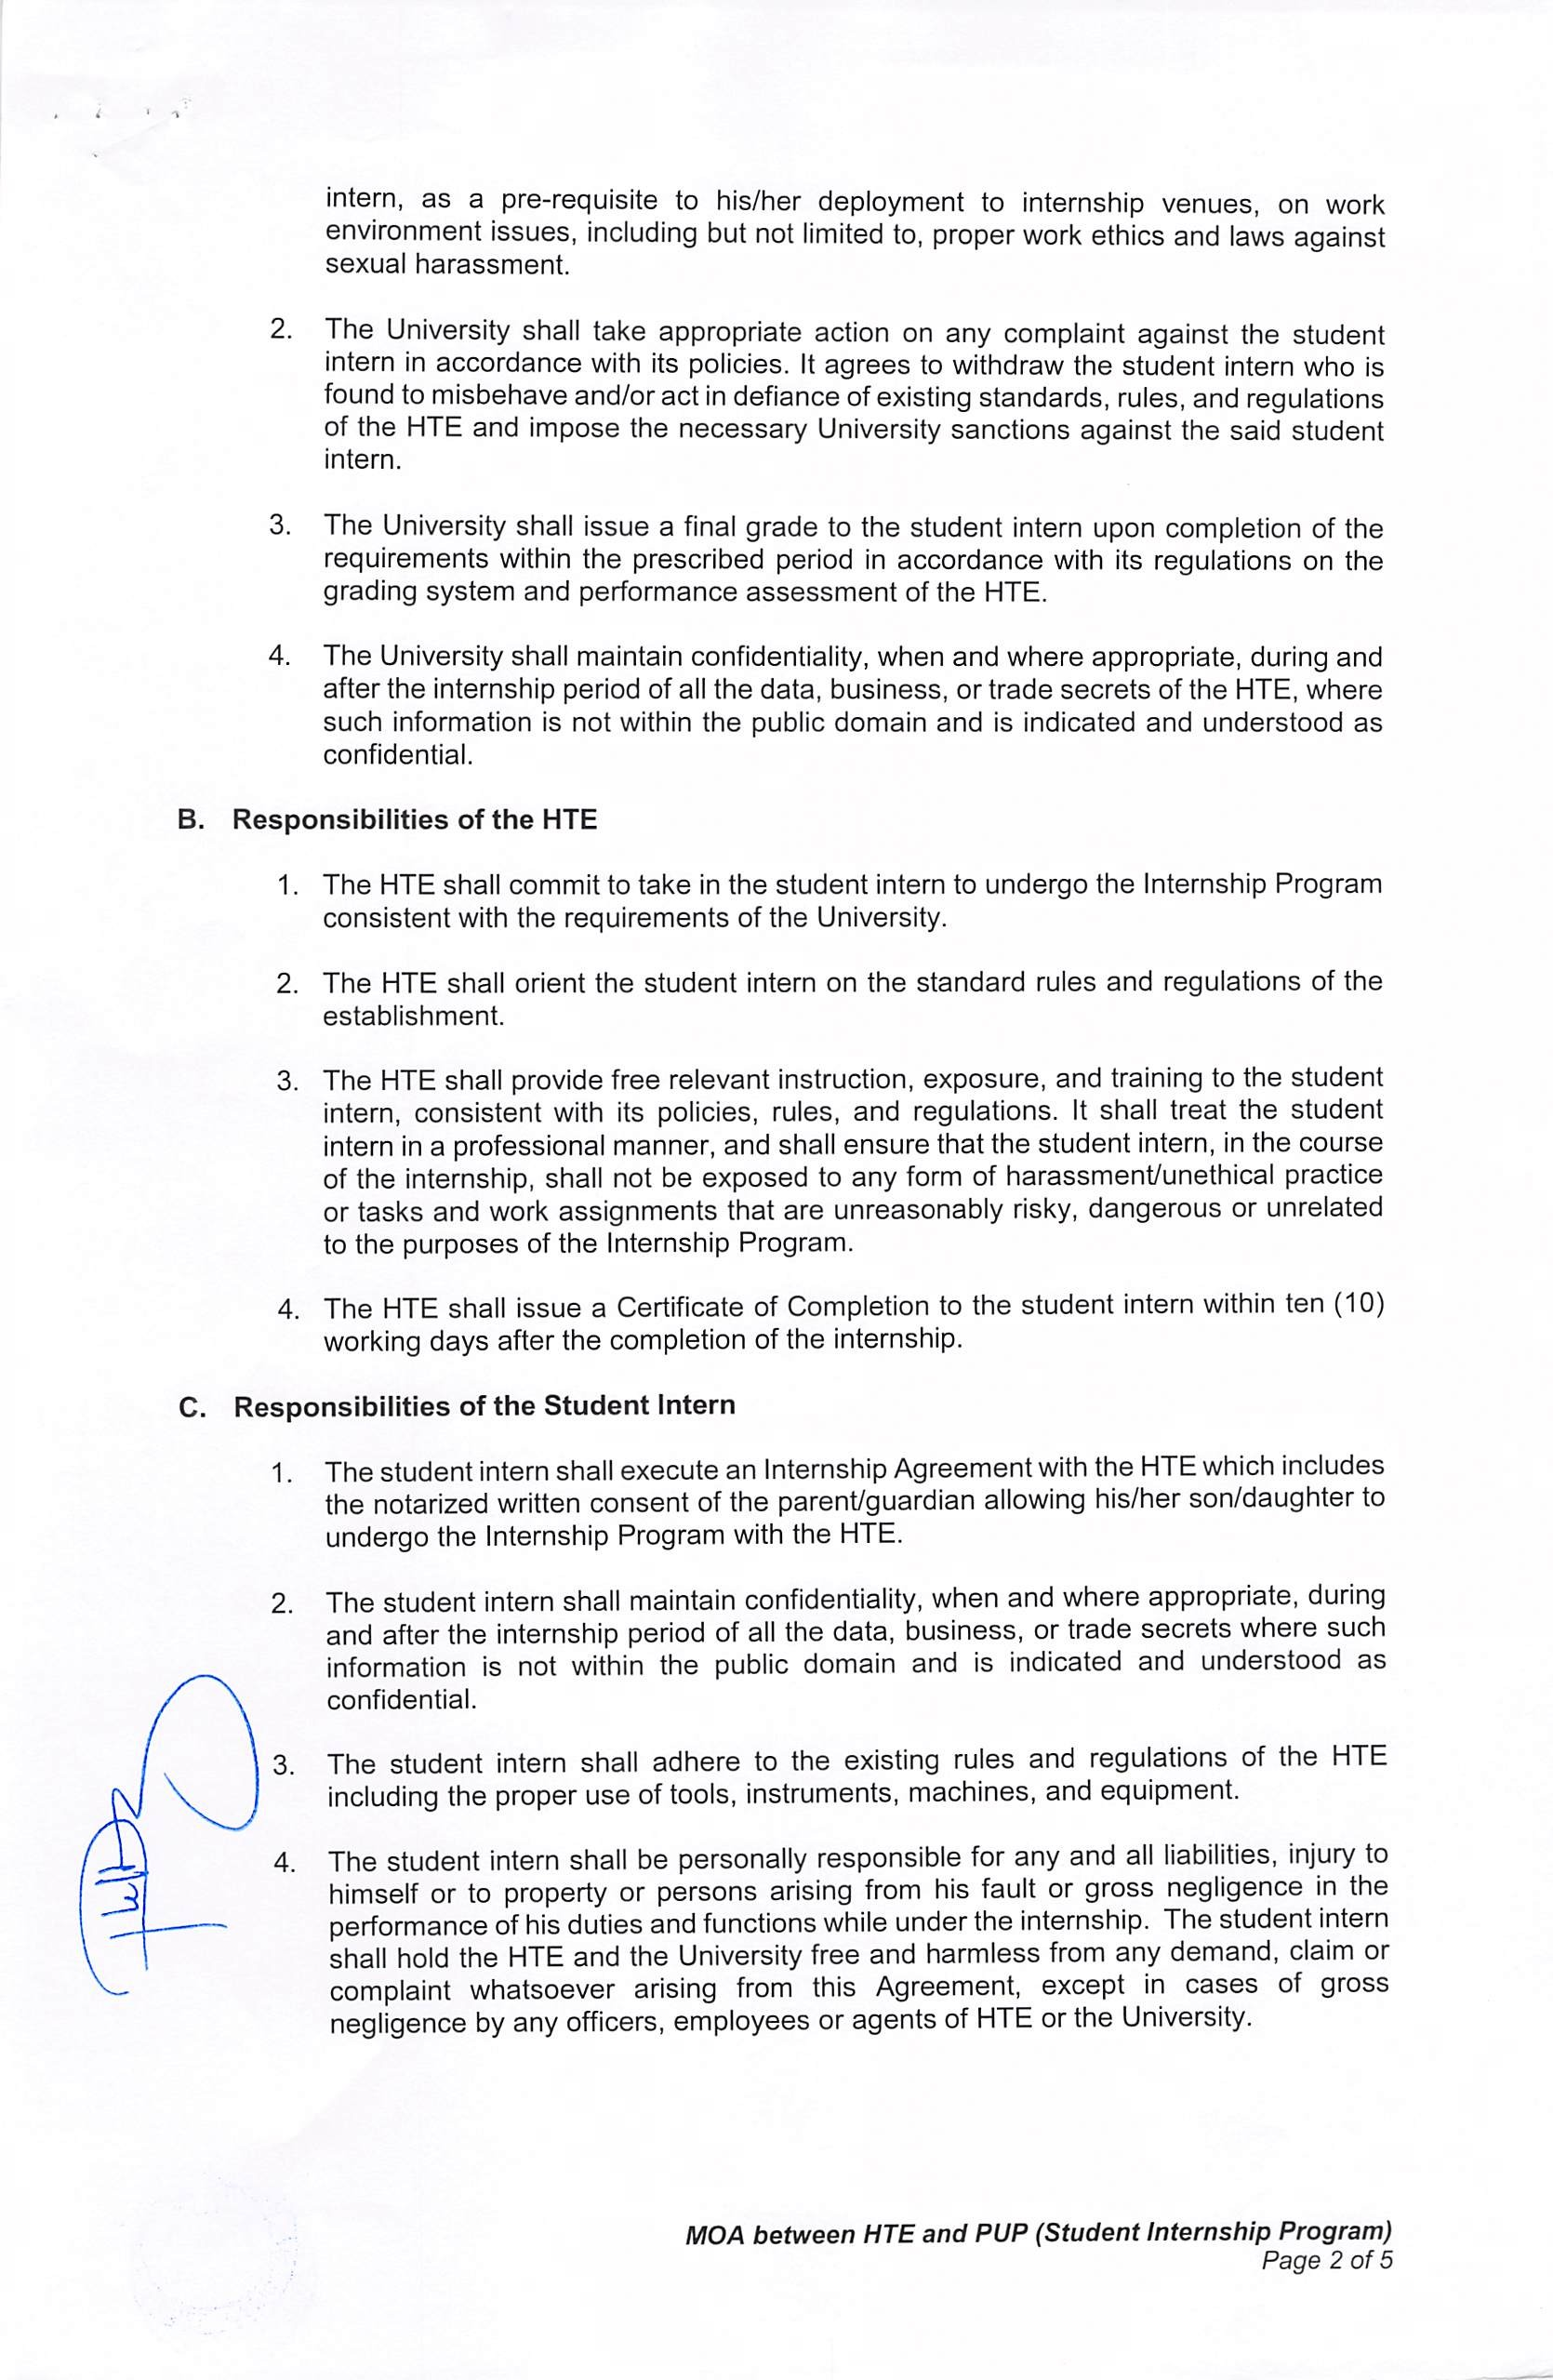 intern, as a pre-requisite to his/her deployment to internship venues, on work
environment issues, including but not limited to, proper work ethics and laws against
sexual harassment.
2. The University shall take appropriate action on any complaint against the student
intern in accordance with its policies. It agrees to withdraw the student intern who is
found to misbehave and/or act in defiance of existing standards, rules, and regulations
of the HTE and impose the necessary University sanctions against the said student
intern.
3. The University shall issue a final grade to the student intern upon completion of the
requirements within the prescribed period in accordance with its regulations on the
grading system and performance assessment of the HTE.
4. The University shall maintain confidentiality, when and where appropriate, during and
after the internship period of all the data, business, or trade secrets of the HTE, where
such information is not within the public domain and is indicated and understood as
confidential.
B. Responsibilities of the HTE
1. The HTE shall commit to take in the student intern to undergo the Internship Program
consistent with the requirements of the University.
2. The HTE shall orient the student intern on the standard rules and regulations of the
establishment.
3. The HTE shall provide free relevant instruction, exposure, and training to the student
intern, consistent with its policies, rules, and regulations. It shall treat the student
intern in a professional manner, and shall ensure that the student intern, in the course
of the internship, shall not be exposed to any form of harassment/unethical practice
or tasks and work assignments that are unreasonably risky, dangerous or unrelated
to the purposes of the Internship Program.
4. The HTE shall issue a Certificate of Completion to the student intern within ten (10)
working days after the completion of the internship.
C. Responsibilities of the Student Intern
1. The student intern shall execute an Internship Agreement with the HTE which includes
the notarized written consent of the parent/guardian allowing his/her son/daughter to
undergo the Internship Program with the HTE.
2. The student intern shall maintain confidentiality, when and where appropriate, during
and after the internship period of all the data, business, or trade secrets where such
information is not within the public domain and is indicated and understood as
confidential.
3. The student intern shall adhere to the existing rules and regulations of the HTE
including the proper use of tools, instruments, machines, and equipment.
4. The student intern shall be personally responsible for any and all liabilities, injury to
himself or to property or persons arising from his fault or gross negligence in the
performance of his duties and functions while under the internship. The student intern
shall hold the HTE and the University free and harmless from any demand, claim or
complaint whatsoever arising from this Agreement, except in cases of gross
negligence by any officers, employees or agents of HTE or the University.
MOA between HTE and PUP (Student Internship Program)
Page 2 of 5